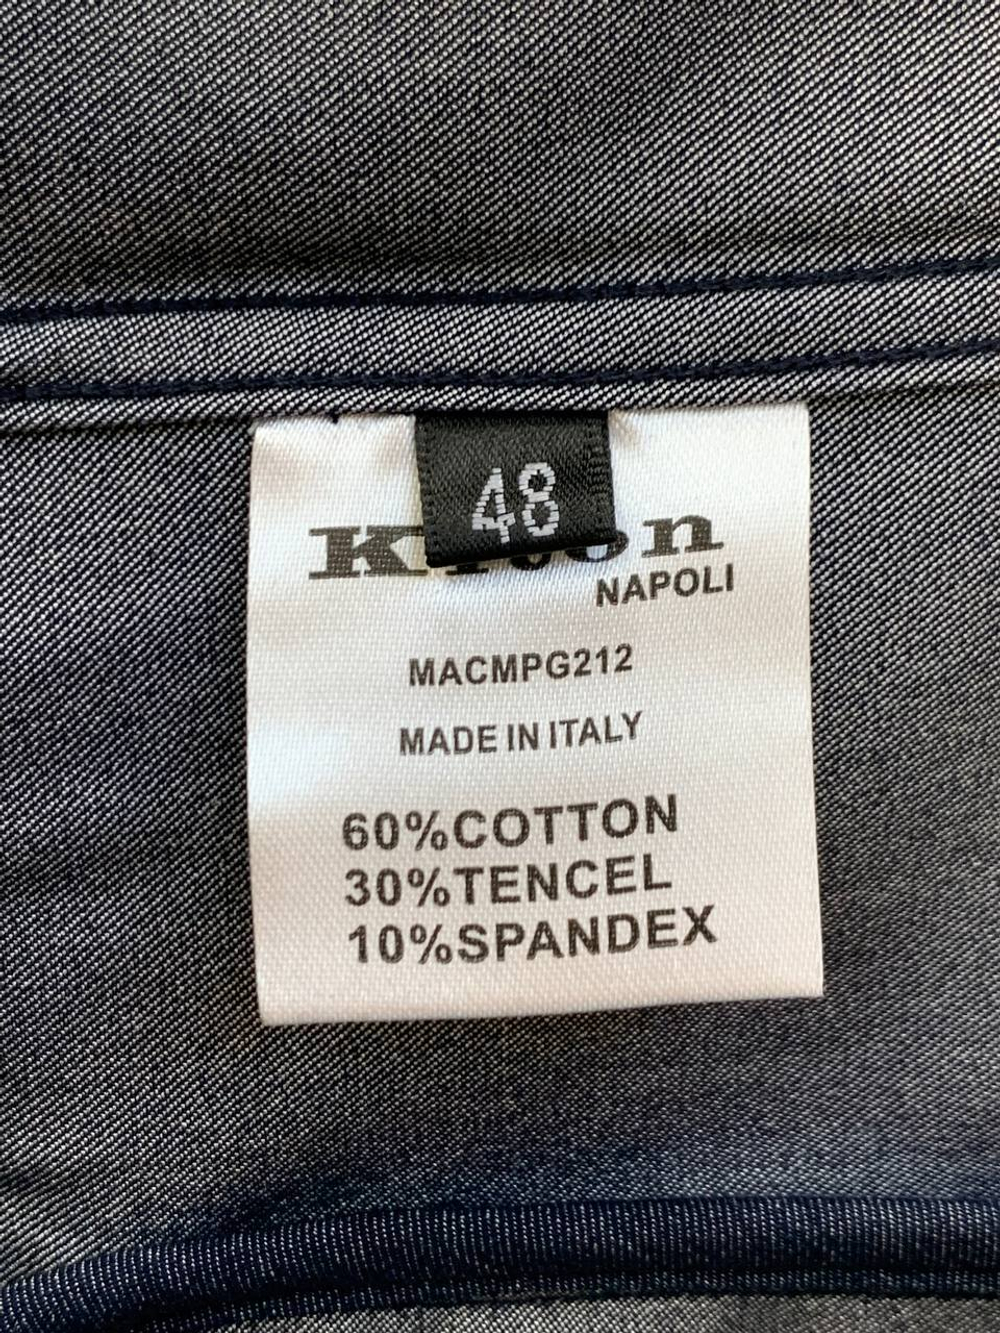 48
NAPOLI
MACMPG212
MADE IN ITALY
60%COTTON
30%TENCEL
10%SPANDEX